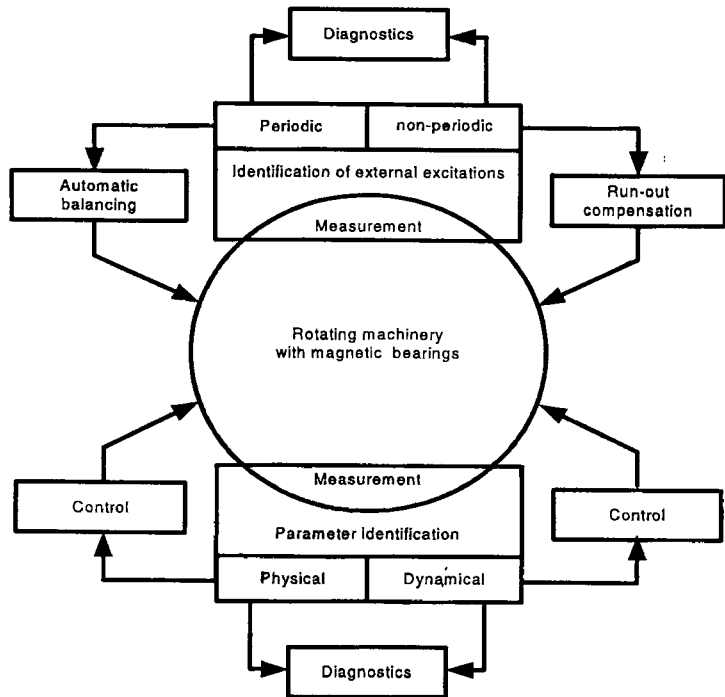 Diagnostics
Periodic
non-periodic
Automatic
balancing
Identification of external excitations
Run-out
compensation
Measurement
Rotating machinery
with magnetic bearings
Measurement
Control
Control
Parameter Identification
Physical
Dynamical
Diagnostics